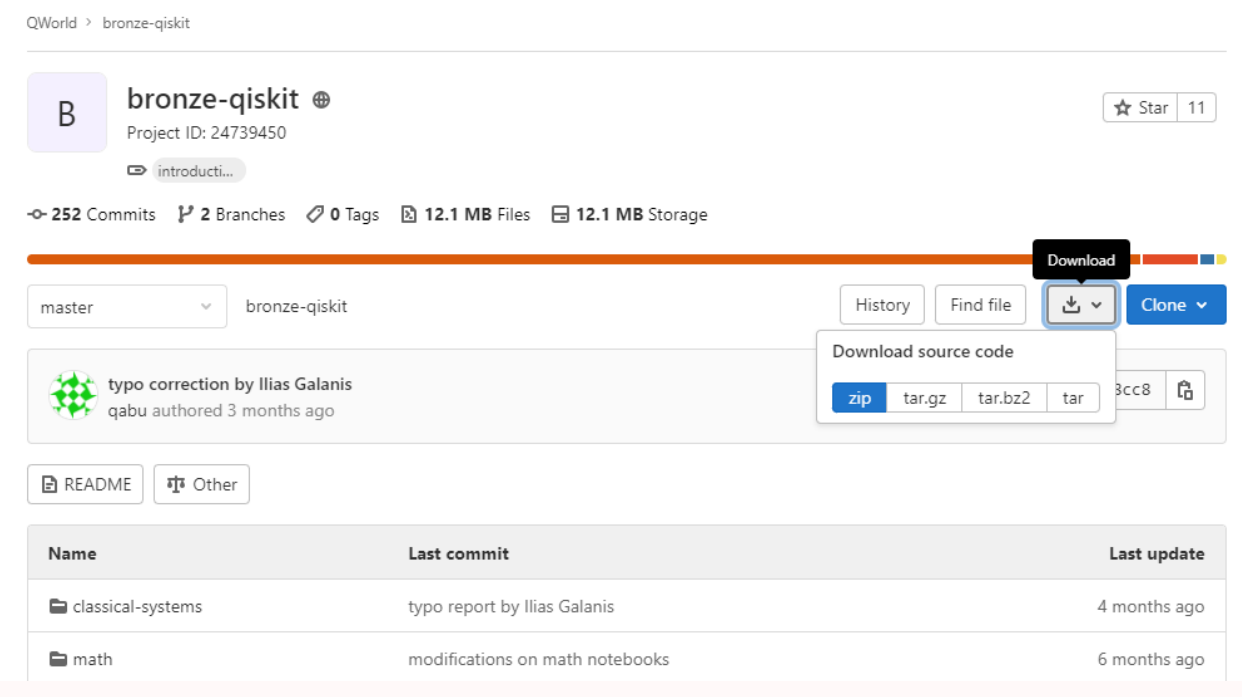 QWorld > bronze-qiskit
B
bronze-qiskit
Project ID: 24739450
introducti...
Star 11
252 Commits 2 Branches 0 Tags 12.1 MB Files 12.1 MB Storage
Download
master bronze-qiskit History Find file Clone
Download source code
zip tar.gz tar.bz2 tar
typo correction by Ilias Galanis
qabu authored 3 months ago
3cc8
README Other
Name Last commit Last update
classical-systems typo report by Ilias Galanis 4 months ago
math modifications on math notebooks 6 months ago